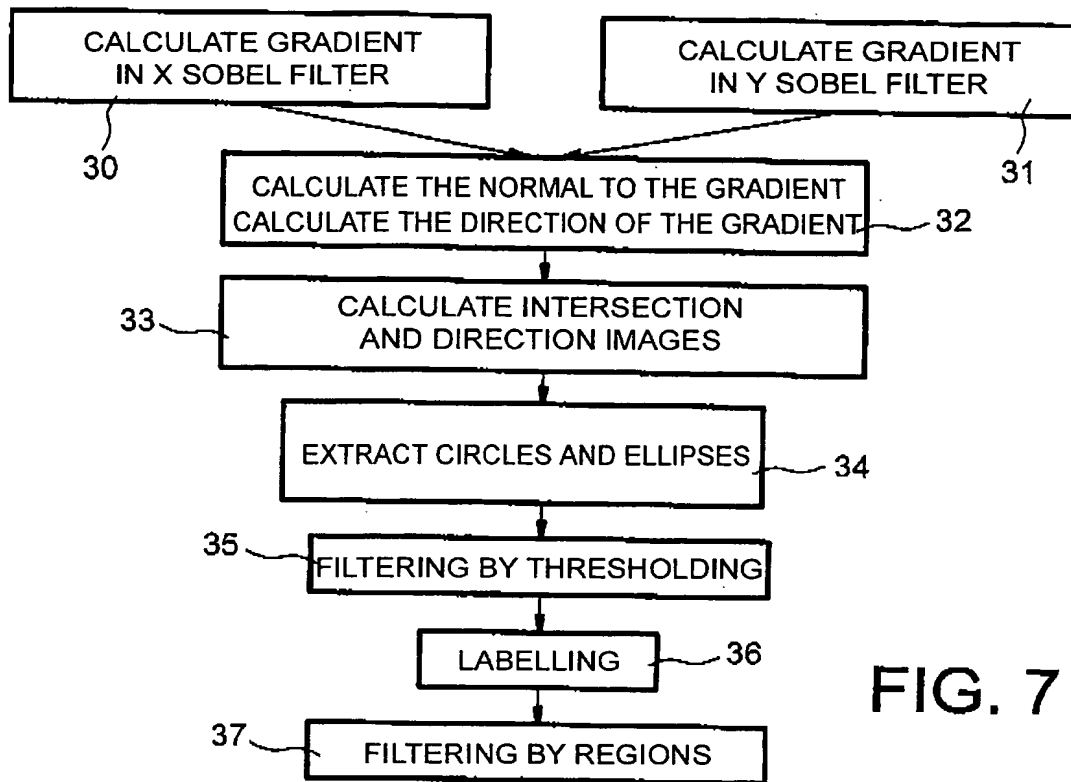 CALCULATE GRADIENT
IN X SOBEL FILTER
30
CALCULATE GRADIENT
IN Y SOBEL FILTER
31
CALCULATE THE NORMAL TO THE GRADIENT
CALCULATE THE DIRECTION OF THE GRADIENT
32
33
CALCULATE INTERSECTION
AND DIRECTION IMAGES
EXTRACT CIRCLES AND ELLIPSES
34
35
FILTERING BY THRESHOLDING
LABELLING
36
37
FILTERING BY REGIONS
FIG. 7